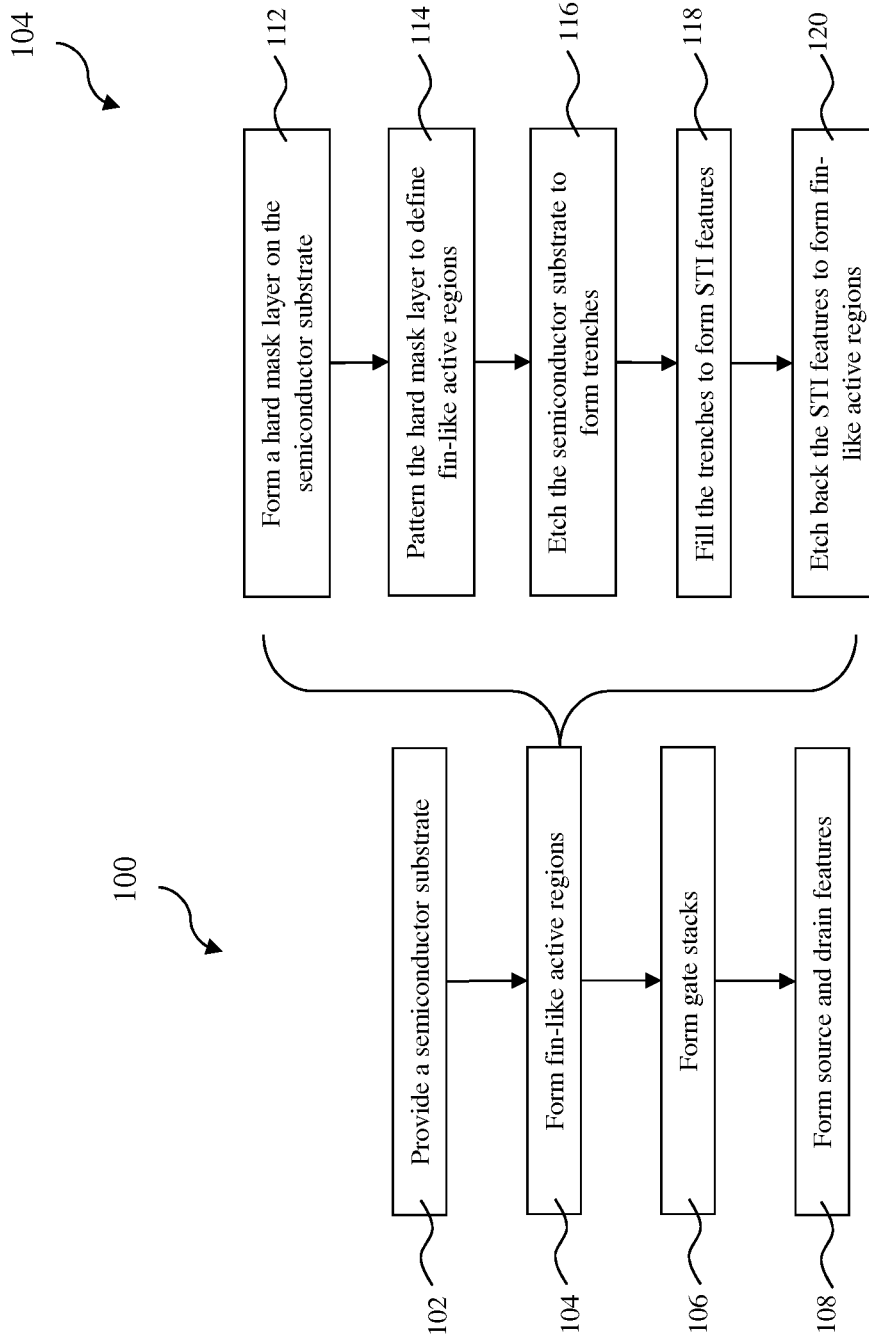 100
102
Provide a semiconductor substrate
104
Form fin-like active regions
106
Form gate stacks
108
Form source and drain features
104
Form a hard mask layer on the
semiconductor substrate
112
Pattern the hard mask layer to define
fin-like active regions
114
Etch the semiconductor substrate to
form trenches
116
Fill the trenches to form STI features
118
Etch back the STI features to form fin-
like active regions
120